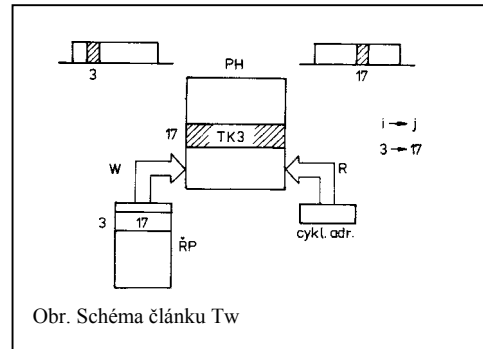 3
17
PH
17
TK3
i → j
3 → 17
W
R
3
17
cykl. adr.
ŘP
Obr. Schéma článku Tw